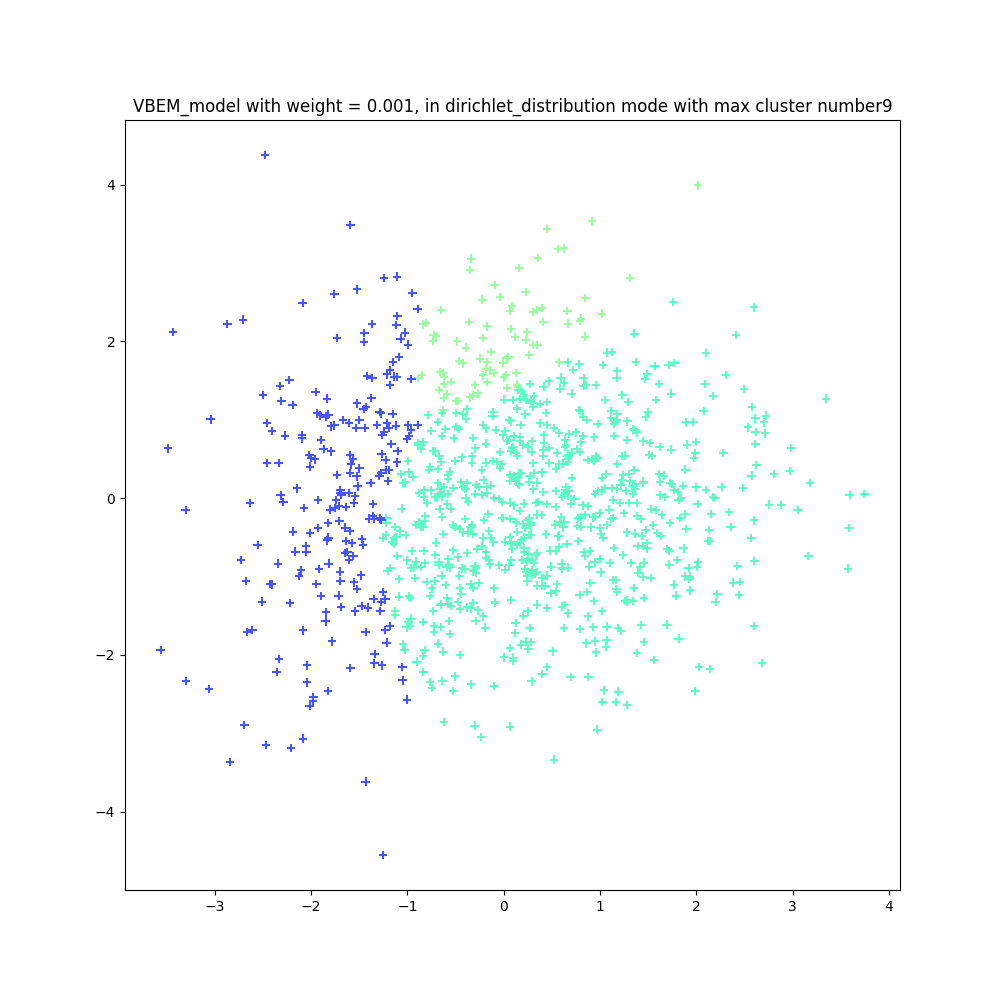 VBEM_model with weight = 0.001, in dirichlet_distribution mode with max cluster number9
4
2
0
−2
−4
−3 −2 −1 0 1 2 3 4